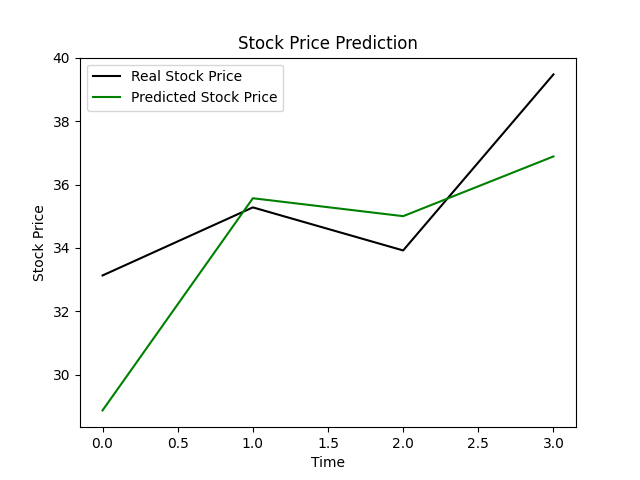 Stock Price Prediction
Real Stock Price
Predicted Stock Price
Stock Price
40
38
36
34
32
30
0.0 0.5 1.0 1.5 2.0 2.5 3.0
Time